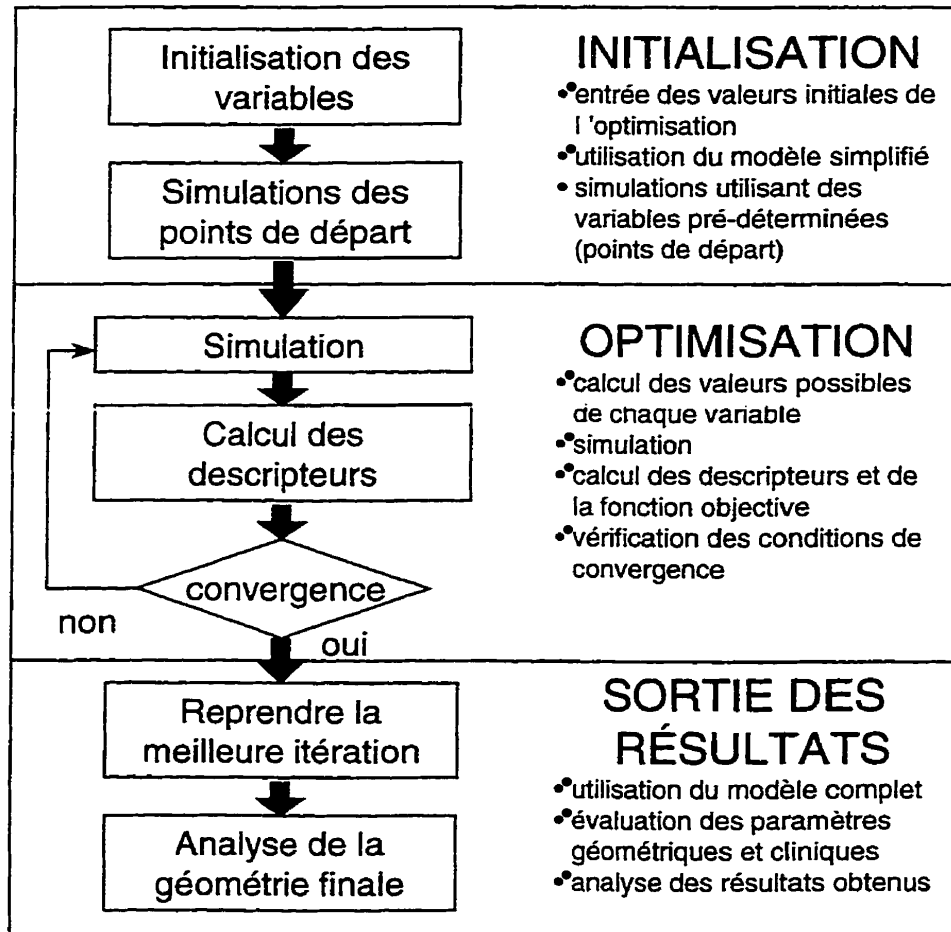 Initialisation des
variables
Simulations des
points de départ
INITIALISATION
•entrée des valeurs initiales de
l 'optimisation
•utilisation du modèle simplifié
• simulations utilisant des
variables pré-déterminées
(points de départ)
Simulation
Calcul des
descripteurs
convergence
non
oui
OPTIMISATION
•calcul des valeurs possibles
de chaque variable
•simulation
•calcul des descripteurs et de
la fonction objective
•vérification des conditions de
convergence
Reprendre la
meilleure itération
Analyse de la
géométrie finale
SORTIE DES
RÉSULTATS
•utilisation du modèle complet
•évaluation des paramètres
géométriques et cliniques
•analyse des résultats obtenus